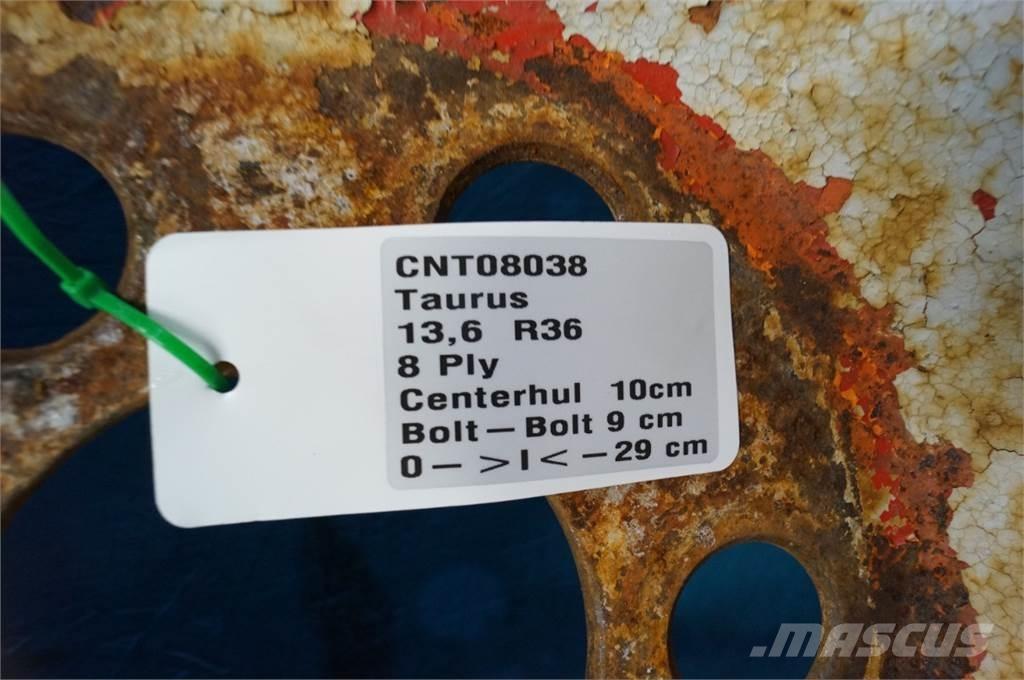 CNT08038
Taurus
13,6 R36
8 Ply
Centerhul 10cm
Bolt – Bolt 9 cm
0 – > I < – 29 cm
MASCUS